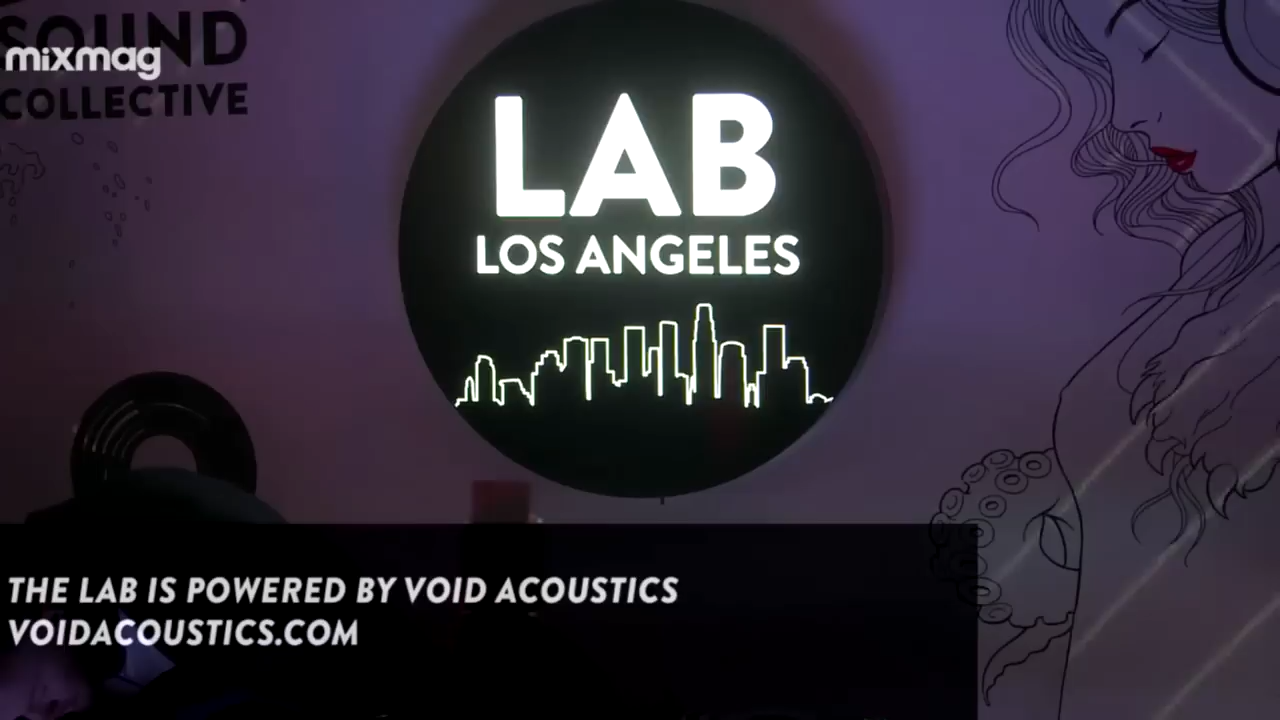 SOUND
mixmag
COLLECTIVE
LAB
LOS ANGELES
THE LAB IS POWERED BY VOID ACOUSTICS
VOIDACOUSTICS.COM